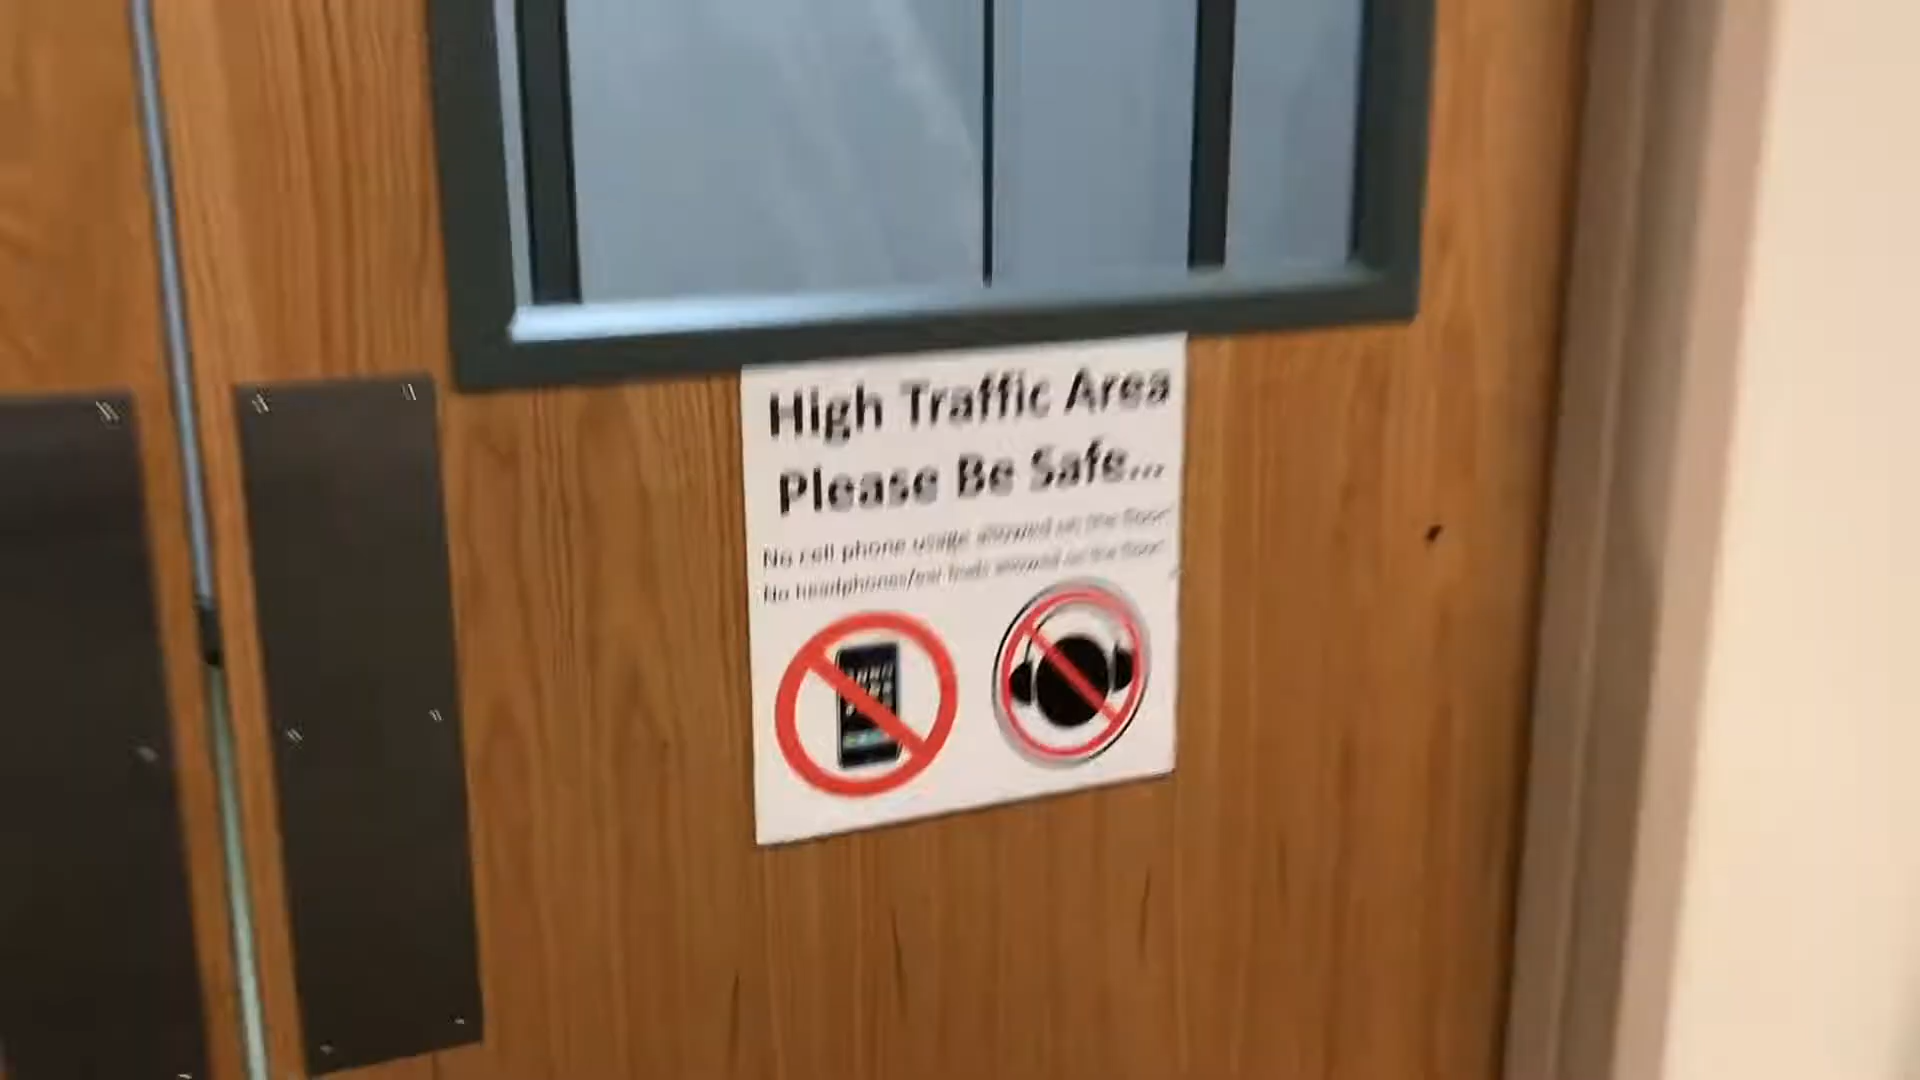 High Traffic Area
Please Be Safe...
No cell phone usage allowed on the floor!
No headphones/ear buds allowed on the floor!